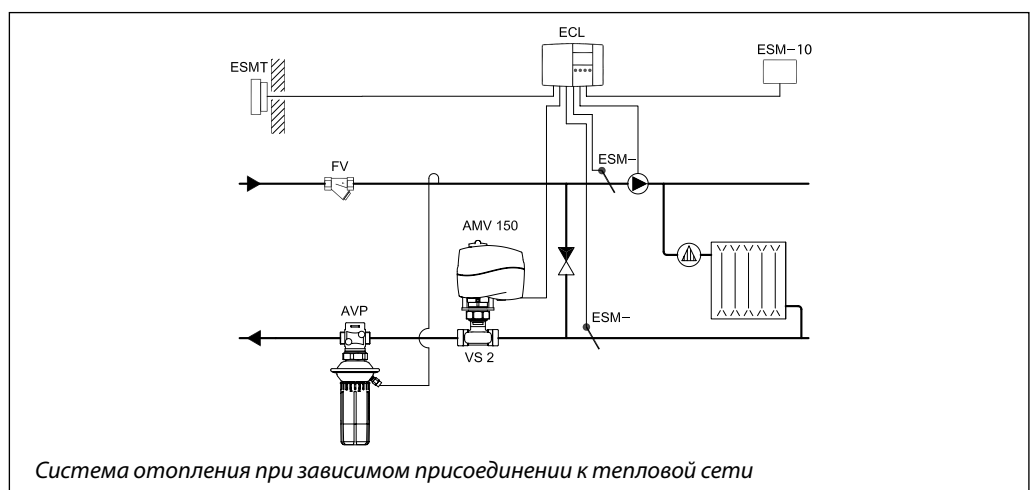 ECL
ESM-10
ESMT
ESM-
FV
AMV 150
AVP
ESM-
VS 2
Система отопления при зависимом присоединении к тепловой сети